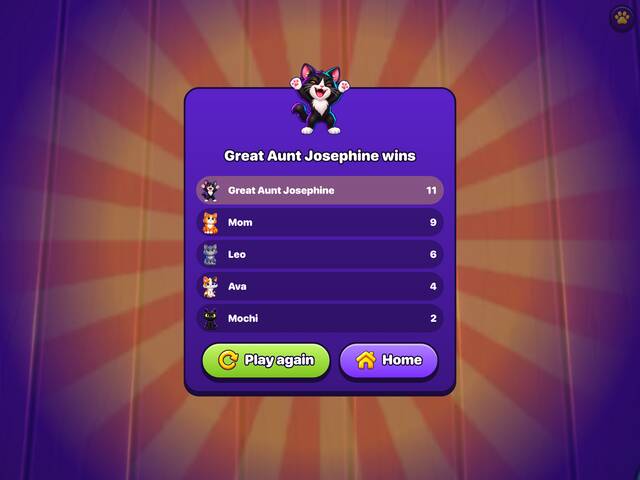 Great Aunt Josephine wins
Great Aunt Josephine 11
Mom 9
Leo 6
Ava 4
Mochi 2
Play again Home